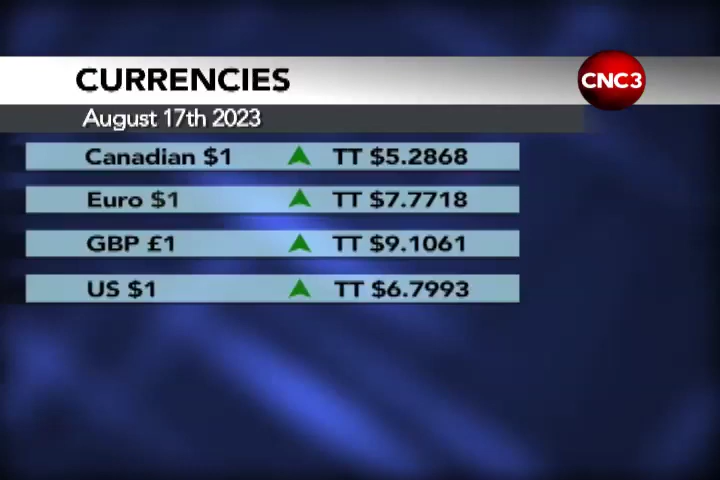 CURRENCIES
CNC3
August 17th 2023
Canadian $1 TT $5.2868
Euro $1 TT $7.7718
GBP £1 TT $9.1061
US $1 TT $6.7993